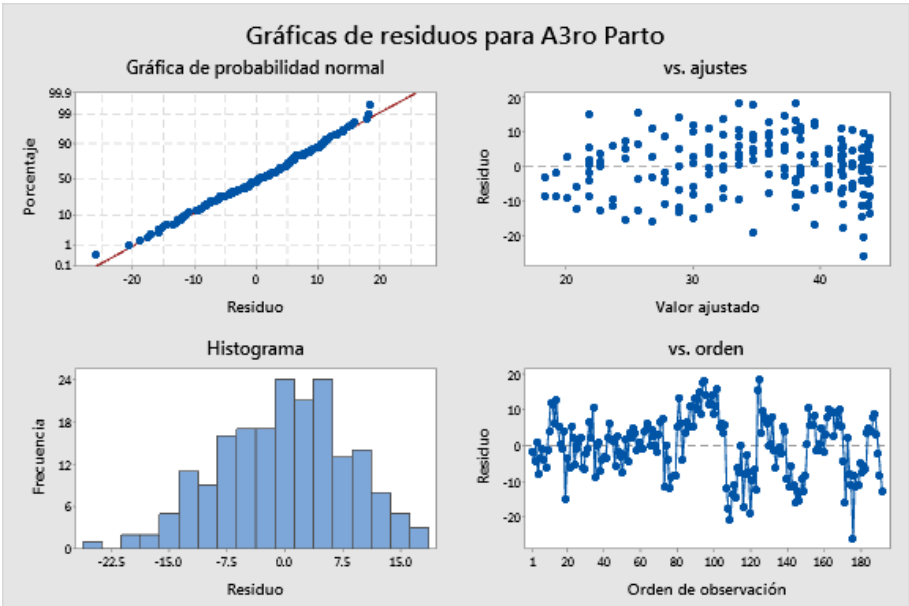 Gráficas de residuos para A3ro Parto
Gráfica de probabilidad normal
Porcentaje
99.9
99
90
50
10
1
0.1
-20 -10 0 10 20
Residuo
vs. ajustes
Residuo
20
10
0
-10
-20
20 30 40
Valor ajustado
Histograma
Frecuencia
24
18
12
6
0
-22.5 -15.0 -7.5 0.0 7.5 15.0
Residuo
vs. orden
Residuo
20
10
0
-10
-20
1 20 40 60 80 100 120 140 160 180
Orden de observación